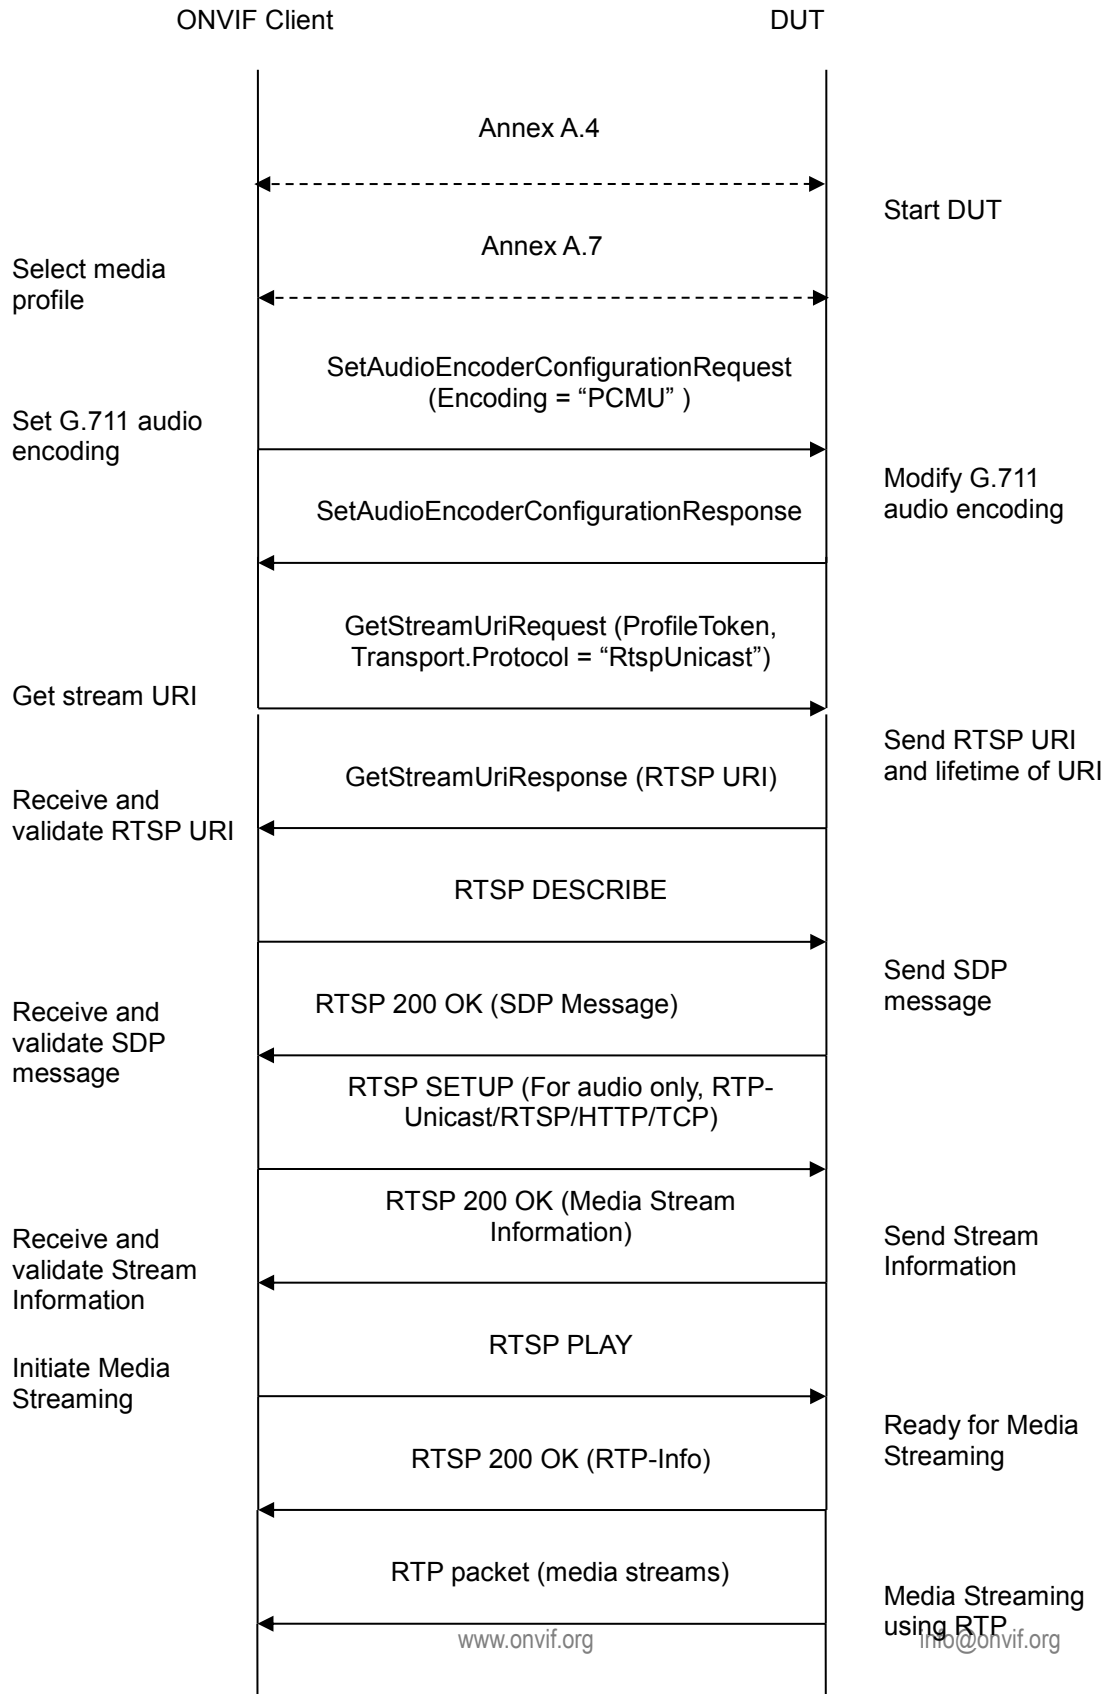 ONVIF Client
DUT
Annex A.4
Start DUT
Annex A.7
Select media
profile
SetAudioEncoderConfigurationRequest
(Encoding = “PCMU” )
Set G.711 audio
encoding
Modify G.711
audio encoding
SetAudioEncoderConfigurationResponse
GetStreamUriRequest (ProfileToken,
Transport.Protocol = “RtspUnicast”)
Get stream URI
Send RTSP URI
and lifetime of URI
GetStreamUriResponse (RTSP URI)
Receive and
validate RTSP URI
RTSP DESCRIBE
Send SDP
message
RTSP 200 OK (SDP Message)
Receive and
validate SDP
message
RTSP SETUP (For audio only, RTP-
Unicast/RTSP/HTTP/TCP)
RTSP 200 OK (Media Stream
Information)
Receive and
validate Stream
Information
Send Stream
Information
RTSP PLAY
Initiate Media
Streaming
Ready for Media
Streaming
RTSP 200 OK (RTP-Info)
RTP packet (media streams)
Media Streaming
using RTP
www.onvif.org
info@onvif.org